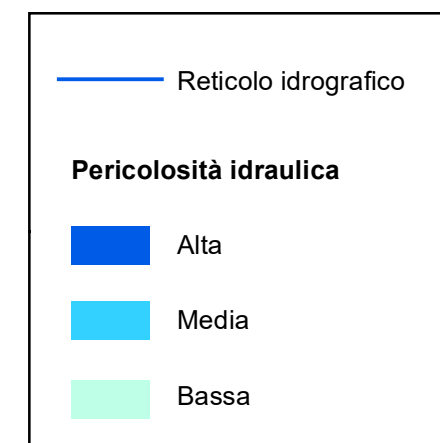 Reticolo idrografico
Pericolosità idraulica
Alta
Media
Bassa